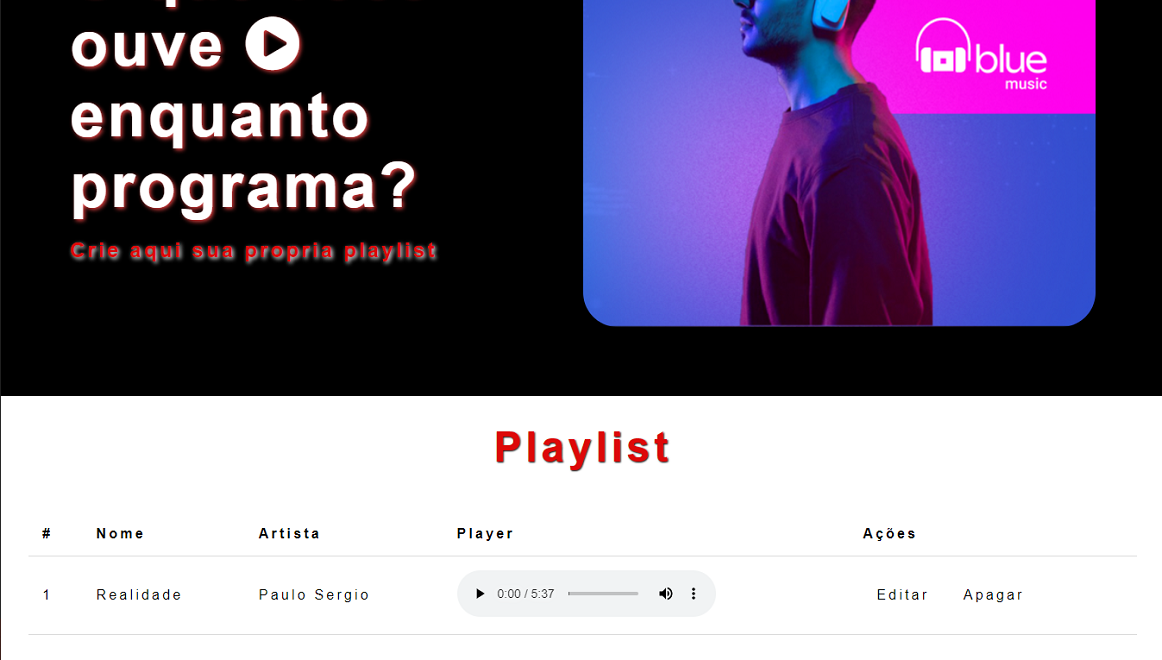 ouve
enquanto
programa?
Crie aqui sua propria playlist
blue
music
Playlist
# Nome Artista Player Ações
1 Realidade Paulo Sergio 0:00 / 5:37 Editar Apagar